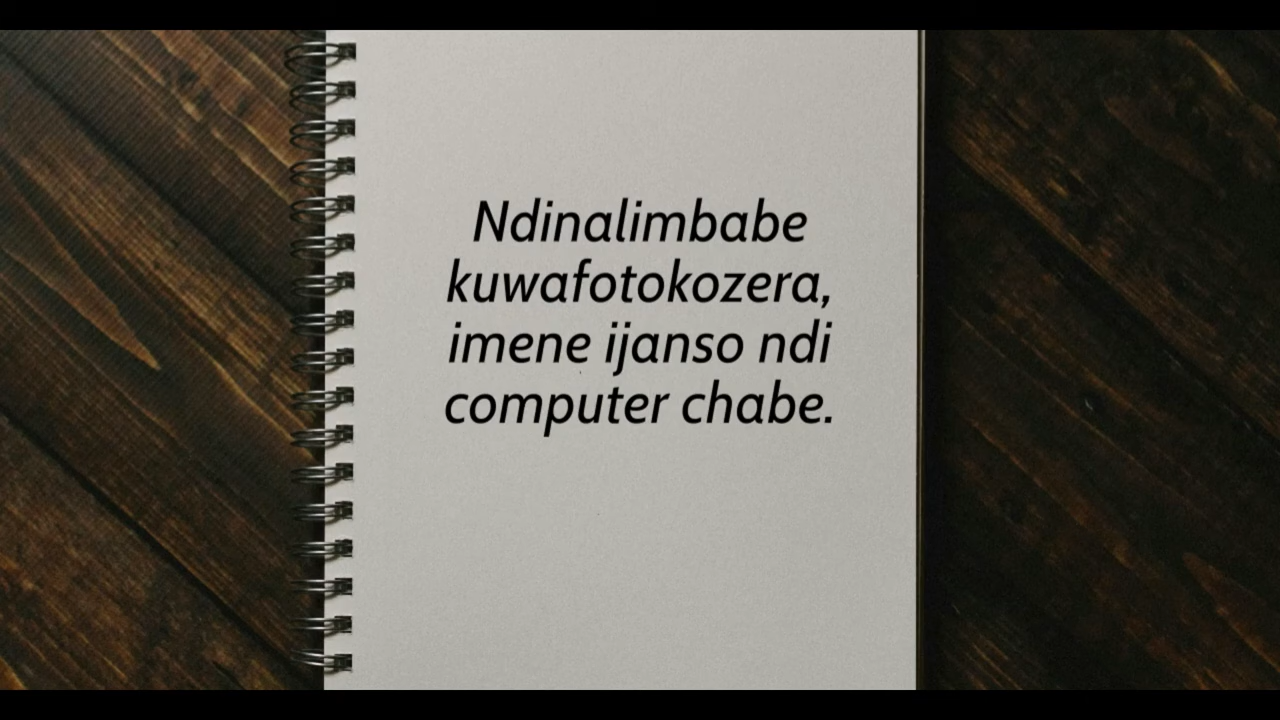 Ndinalimbabe
kuwafotokozera,
imene ijanso ndi
computer chabe.